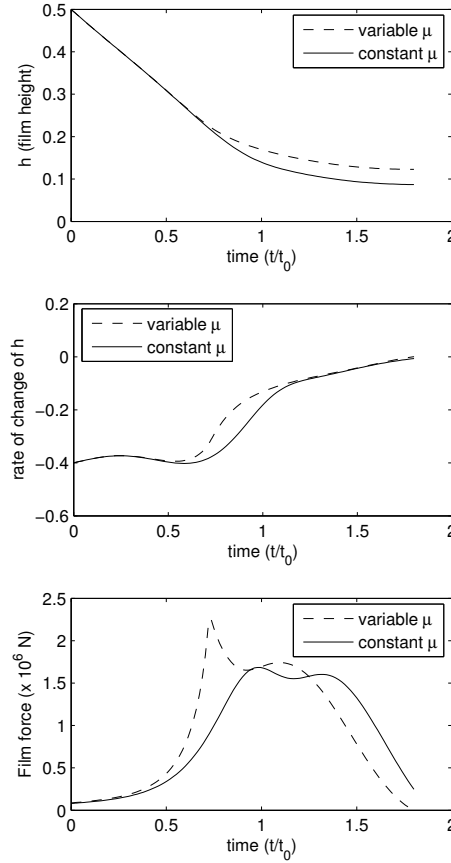 0.5
0.4
0.3
0.2
0.1
0
h (film height)
variable μ
constant μ
0
0.5
1
1.5
2
time (t/t₀)
0.2
0
−0.2
−0.4
−0.6
rate of change of h
variable μ
constant μ
0
0.5
1
1.5
2
time (t/t₀)
2.5
2
1.5
1
0.5
0
Film force (x 10⁶ N)
variable μ
constant μ
0
0.5
1
1.5
2
time (t/t₀)